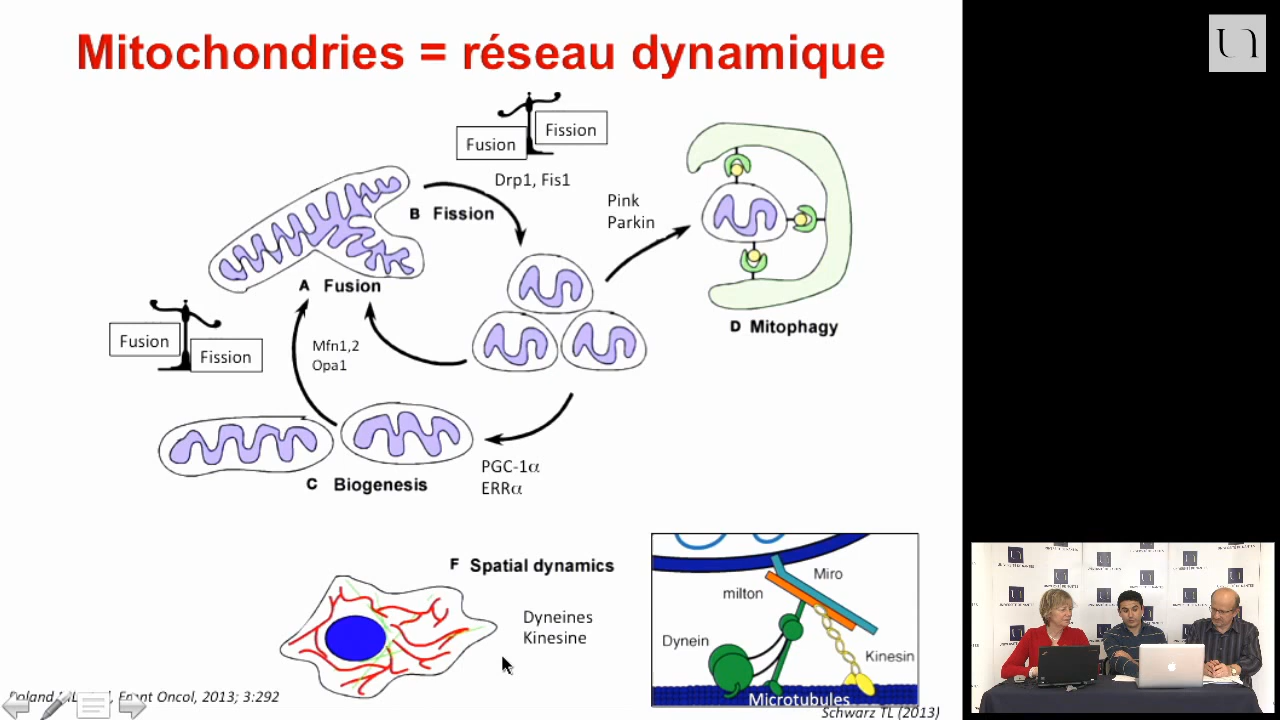 Mitochondries = réseau dynamique
Fusion
Fission
Drp1, Fis1
B Fission
Pink
Parkin
A Fusion
D Mitophagy
Fusion
Fission
Mfn1,2
Opa1
C Biogenesis
PGC-1α
ERRα
F Spatial dynamics
Dyneines
Kinesine
Miro
milton
Dynein
Kinesin
Microtubules
Oncol, 2013; 3:292
Schwarz TL (2013)